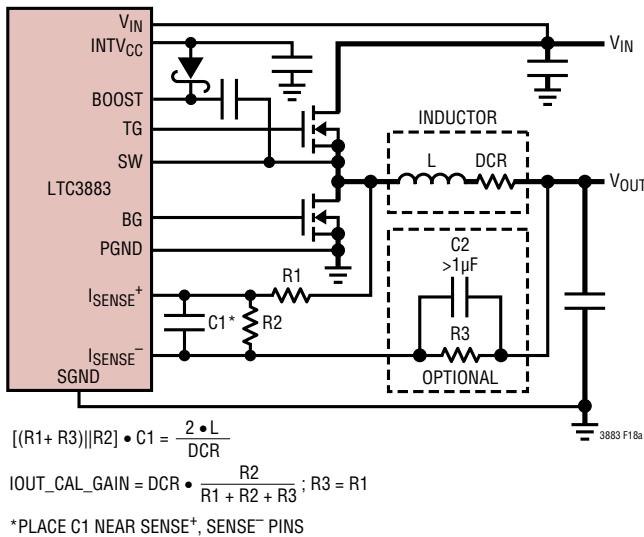 VIN
INTVCC
BOOST
TG
SW
LTC3883
BG
PGND
ISENSE+
ISENSE−
SGND
VIN
INDUCTOR
L
DCR
VOUT
C2
>1µF
R1
C1*
R2
R3
OPTIONAL
3883 F18a
[(R1+ R3)||R2] • C1 = 2 • L / DCR
IOUT_CAL_GAIN = DCR • R2 / R1 + R2 + R3 ; R3 = R1
*PLACE C1 NEAR SENSE+, SENSE− PINS